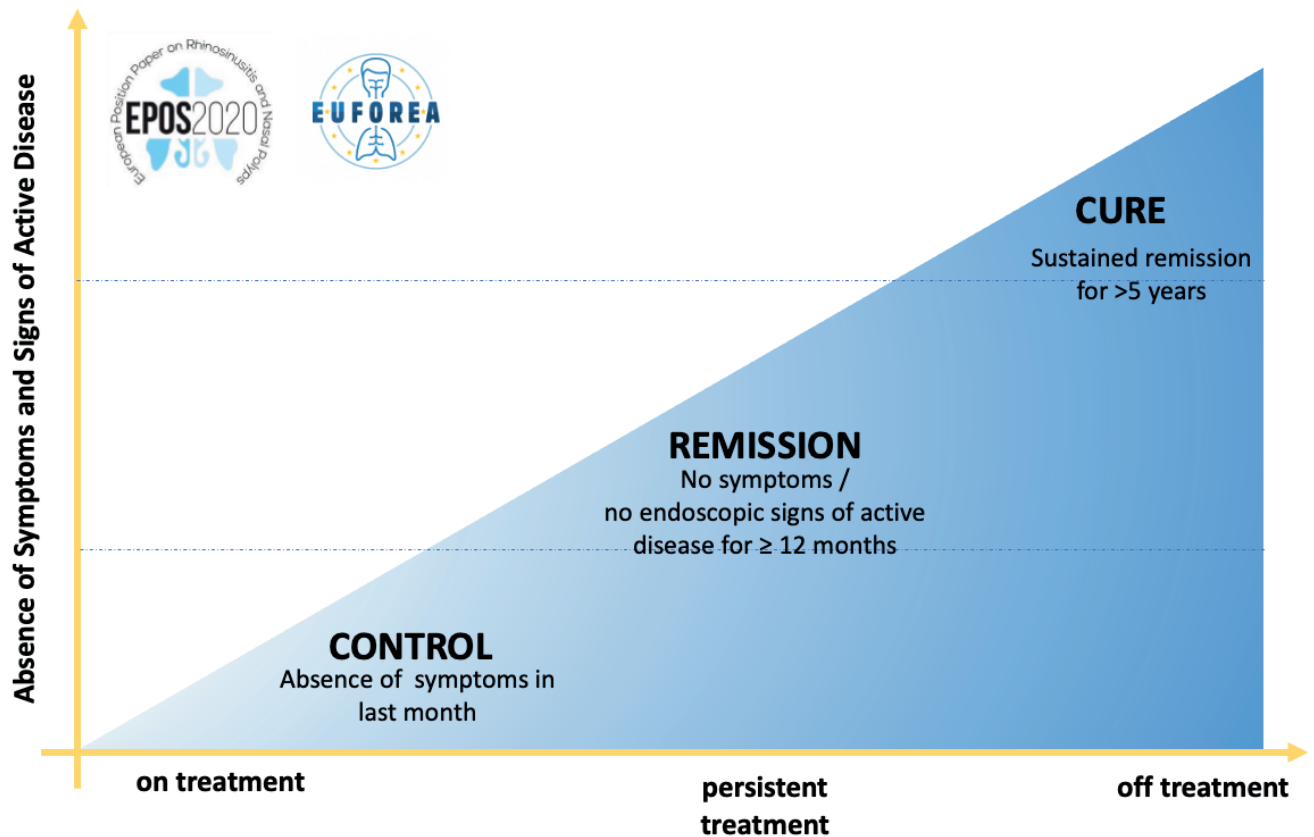 Absence of Symptoms and Signs of Active Disease
European Position Paper on Rhinosinusitis and Nasal Polyps
EPOS2020
EUFOREA
CURE
Sustained remission
for >5 years
REMISSION
No symptoms /
no endoscopic signs of active
disease for ≥ 12 months
CONTROL
Absence of symptoms in
last month
on treatment
persistent
treatment
off treatment